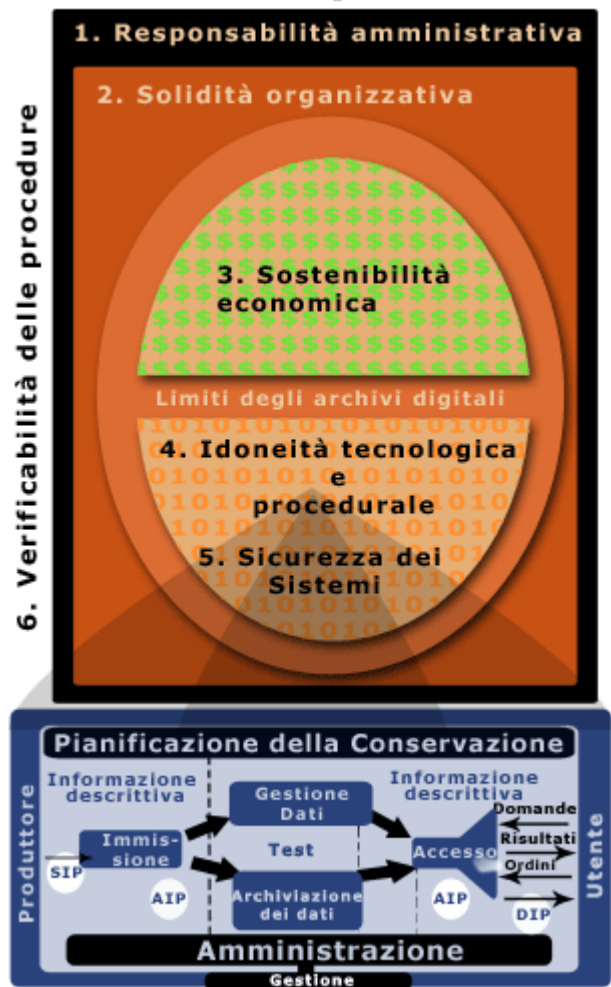 1. Responsabilità amministrativa
2. Solidità organizzativa
6. Verificabilità delle procedure
3. Sostenibilità
economica
Limiti degli archivi digitali
4. Idoneità tecnologica
e
procedurale
5. Sicurezza dei
Sistemi
Pianificazione della Conservazione
Produttore
Informazione
descrittiva
Gestione
Dati
Informazione
descrittiva
Utente
Domande
Risultati
Ordini
Immis-
sione
Test
Accesso
SIP
AIP
Archiviazione
dei dati
AIP
DIP
Amministrazione
Gestione